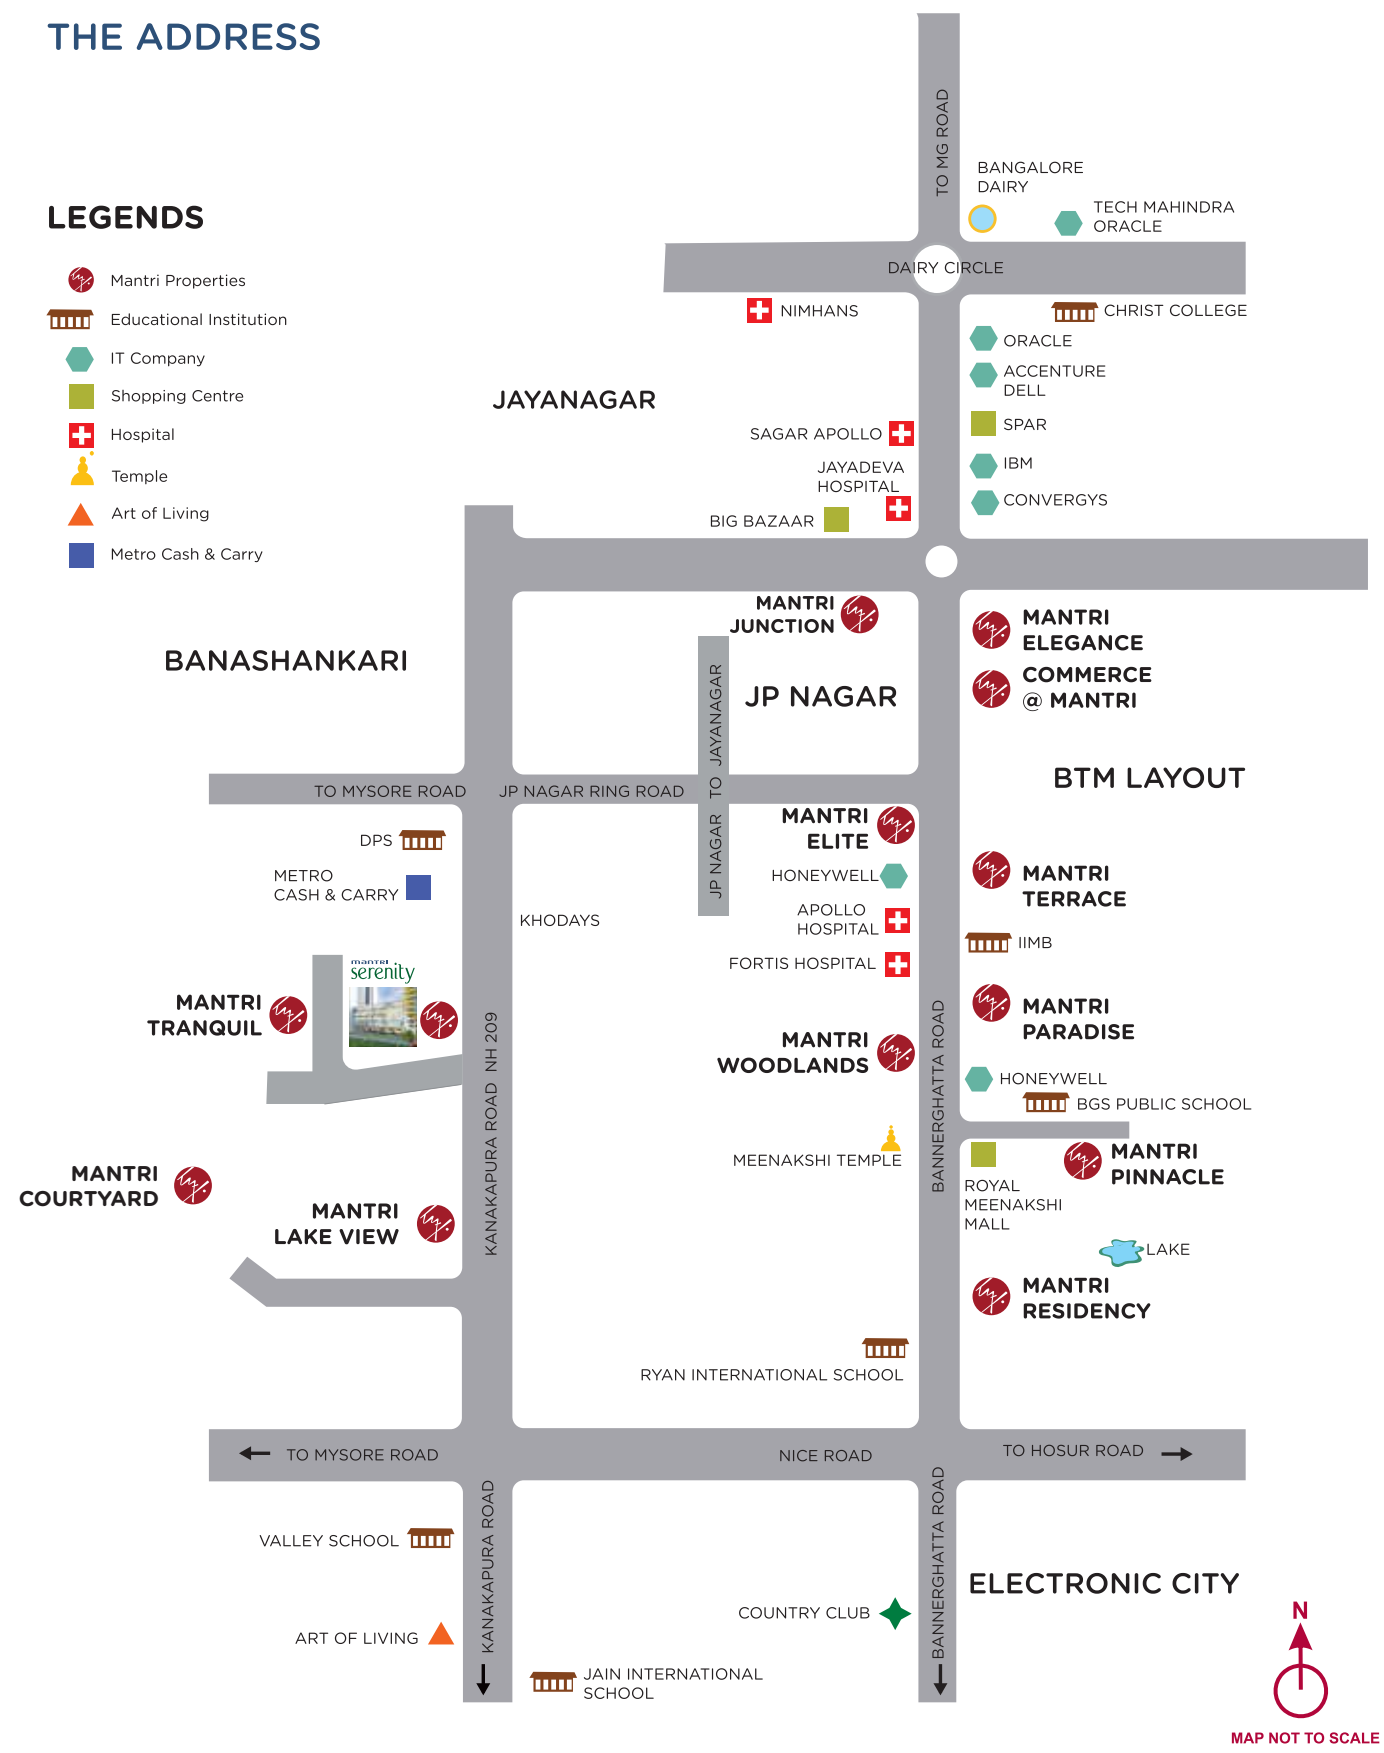 THE ADDRESS
TO MG ROAD
BANGALORE
DAIRY
TECH MAHINDRA
ORACLE
LEGENDS
Mantri Properties
Educational Institution
IT Company
Shopping Centre
Hospital
Temple
Art of Living
Metro Cash & Carry
DAIRY CIRCLE
NIMHANS
CHRIST COLLEGE
ORACLE
ACCENTURE
DELL
JAYANAGAR
SPAR
SAGAR APOLLO
IBM
JAYADEVA
HOSPITAL
CONVERGYS
BIG BAZAAR
MANTRI
JUNCTION
MANTRI
ELEGANCE
BANASHANKARI
COMMERCE
@ MANTRI
JP NAGAR
JP NAGAR TO JAYANAGAR
BTM LAYOUT
TO MYSORE ROAD
JP NAGAR RING ROAD
MANTRI
ELITE
DPS
HONEYWELL
METRO
CASH & CARRY
MANTRI
TERRACE
KHODAYS
APOLLO
HOSPITAL
IIMB
FORTIS HOSPITAL
mantri
serenity
MANTRI
TRANQUIL
MANTRI
PARADISE
MANTRI
WOODLANDS
KANAKAPURA ROAD NH 209
BANNERGHATTA ROAD
HONEYWELL
BGS PUBLIC SCHOOL
MEENAKSHI TEMPLE
MANTRI
PINNACLE
MANTRI
COURTYARD
ROYAL
MEENAKSHI
MALL
MANTRI
LAKE VIEW
LAKE
MANTRI
RESIDENCY
RYAN INTERNATIONAL SCHOOL
TO MYSORE ROAD
NICE ROAD
TO HOSUR ROAD
KANAKAPURA ROAD
BANNERGHATTA ROAD
VALLEY SCHOOL
ELECTRONIC CITY
COUNTRY CLUB
ART OF LIVING
JAIN INTERNATIONAL
SCHOOL
N
MAP NOT TO SCALE